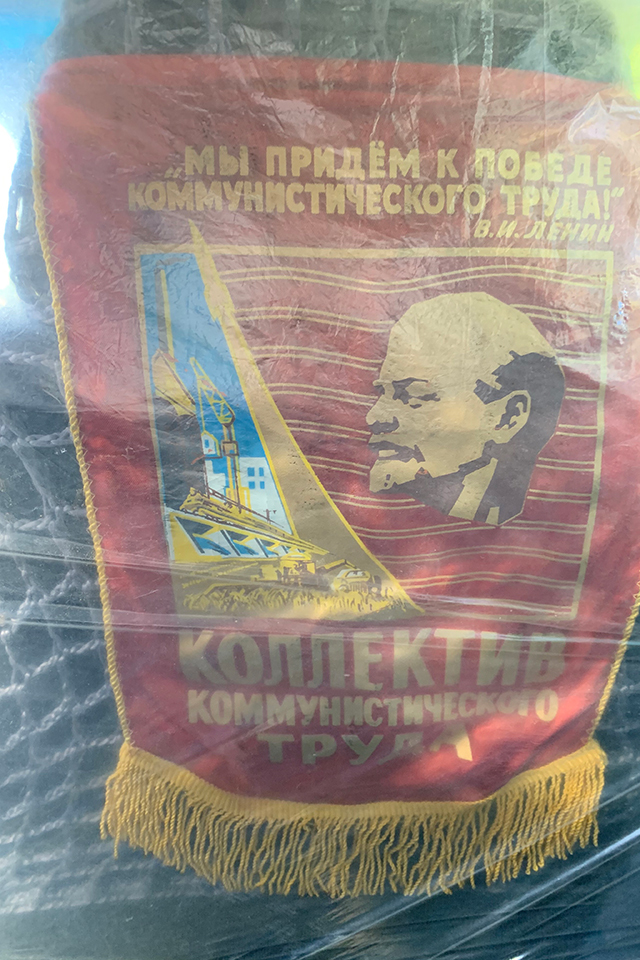 „МЫ ПРИДЁМ К ПОБЕДЕ
КОММУНИСТИЧЕСКОГО ТРУДА!"
В.И. ЛЕНИН
КОЛЛЕКТИВ
КОММУНИСТИЧЕСКОГО
ТРУДА